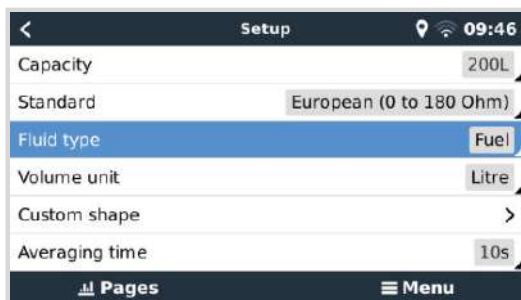 Setup 09:46
Capacity 200L
Standard European (0 to 180 Ohm)
Fluid type Fuel
Volume unit Litre
Custom shape
Averaging time 10s
Pages Menu